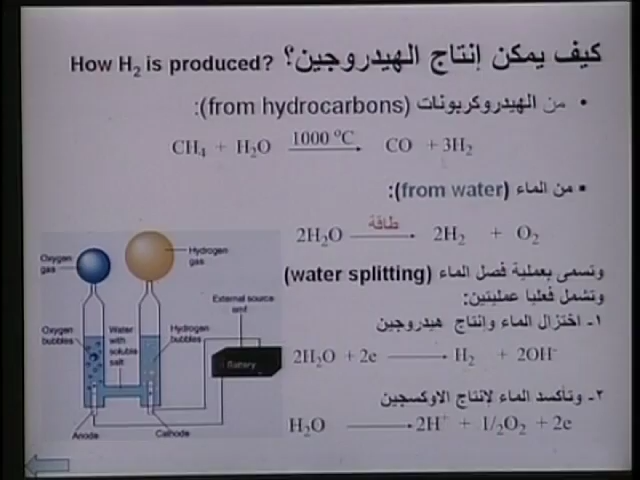 How H2 is produced? كيف يمكن إنتاج الهيدروجين؟
• من الهيدروكربونات (from hydrocarbons):
CH4 + H2O 1000 °C CO + 3H2
• من الماء (from water):
2H2O طاقة 2H2 + O2
وتسمى بعملية فصل الماء (water splitting)
وتشمل فعليا عمليتين:
١- اختزال الماء وإنتاج هيدروجين
2H2O + 2e H2 + 2OH-
٢- وتأكسد الماء لإنتاج الاوكسجين
H2O 2H+ + 1/2O2 + 2e
Oxygen gas
Hydrogen gas
External source emf
Oxygen bubbles
Water with soluble salt
Hydrogen bubbles
Battery
Anode
Cathode